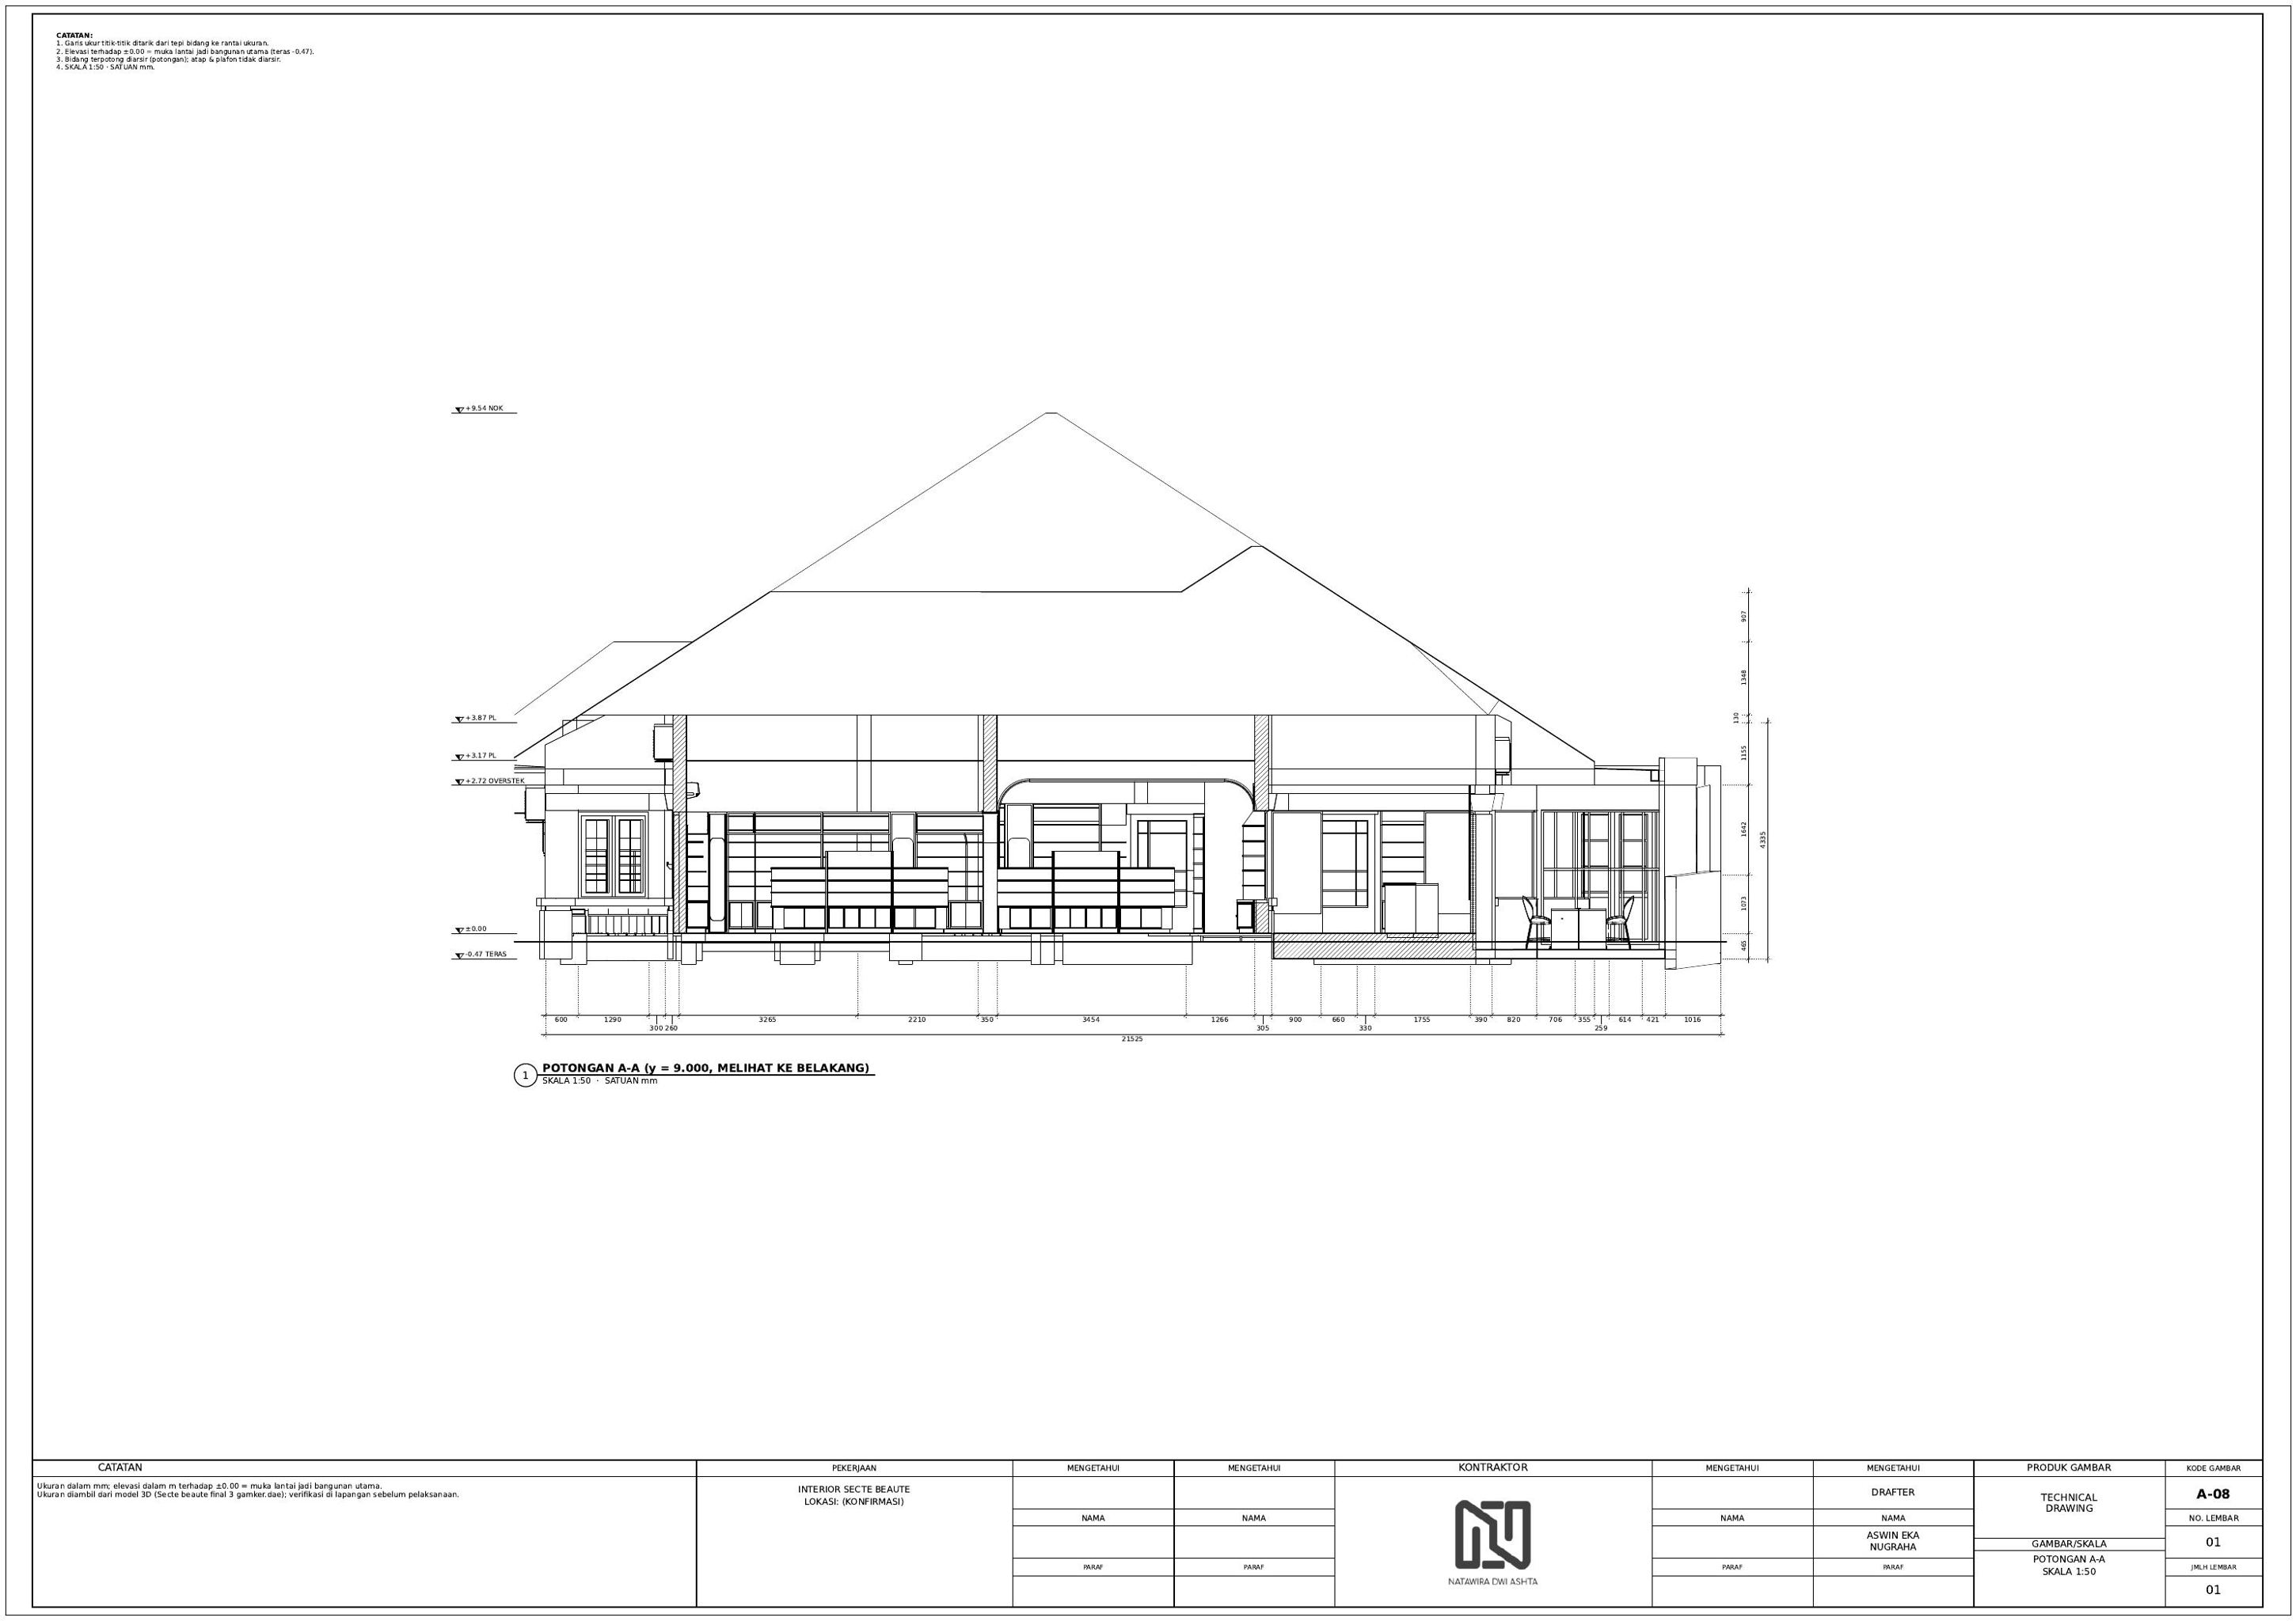 CATATAN:
1. Garis ukur titik-titik ditarik dari tepi bidang ke rantai ukuran.
2. Elevasi terhadap ±0.00 = muka lantai jadi bangunan utama (teras -0.47).
3. Bidang terpotong diarsir (potongan); atap & plafon tidak diarsir.
4. SKALA 1:50 · SATUAN mm.
+9.54 NOK
+3.87 PL
+3.17 PL
+2.72 OVERSTEK
±0.00
-0.47 TERAS
907
1348
130
1155
1642
4335
1073
465
600 1290 3265 2210 350 3454 1266 900 660 1755 390 820 706 355 614 421 1016
300 260 305 330 259
21525
1 POTONGAN A-A (y = 9.000, MELIHAT KE BELAKANG)
SKALA 1:50 · SATUAN mm
CATATAN
Ukuran dalam mm; elevasi dalam m terhadap ±0.00 = muka lantai jadi bangunan utama.
Ukuran diambil dari model 3D (Secte beaute final 3 gamker.dae); verifikasi di lapangan sebelum pelaksanaan.
PEKERJAAN
INTERIOR SECTE BEAUTE
LOKASI: (KONFIRMASI)
MENGETAHUI
NAMA
PARAF
MENGETAHUI
NAMA
PARAF
KONTRAKTOR
NATAWIRA DWI ASHTA
MENGETAHUI
NAMA
PARAF
MENGETAHUI
DRAFTER
NAMA
ASWIN EKA
NUGRAHA
PARAF
PRODUK GAMBAR
TECHNICAL
DRAWING
GAMBAR/SKALA
POTONGAN A-A
SKALA 1:50
KODE GAMBAR
A-08
NO. LEMBAR
01
JMLH LEMBAR
01